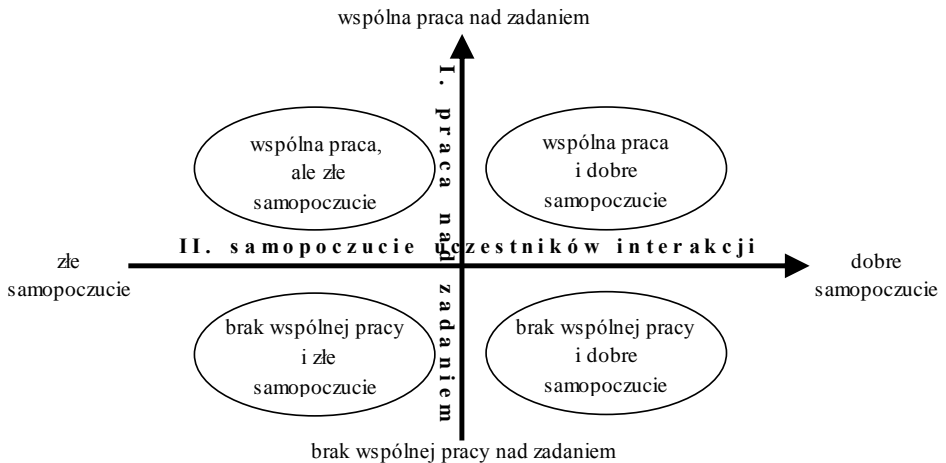 wspólna praca nad zadaniem
I. praca nad zadaniem
wspólna praca,
ale złe
samopoczucie
wspólna praca
i dobre
samopoczucie
II. samopoczucie uczestników interakcji
złe
samopoczucie
dobre
samopoczucie
brak wspólnej pracy
i złe
samopoczucie
brak wspólnej pracy
i dobre
samopoczucie
brak wspólnej pracy nad zadaniem